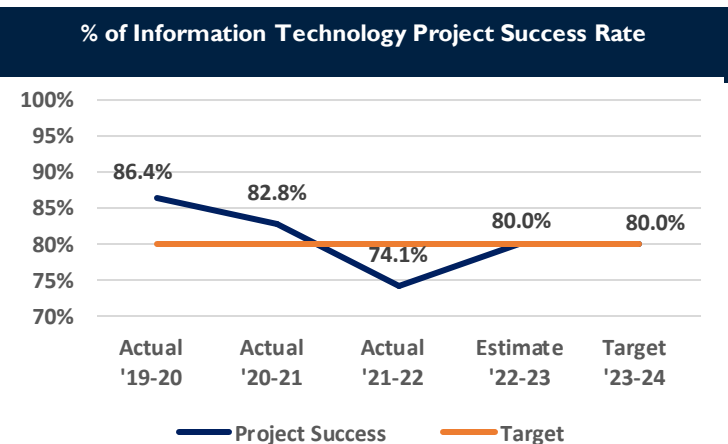 % of Information Technology Project Success Rate
100%
95%
90%
85%
80%
75%
70%
86.4%
82.8%
74.1%
80.0%
80.0%
Actual '19-20
Actual '20-21
Actual '21-22
Estimate '22-23
Target '23-24
Project Success
Target